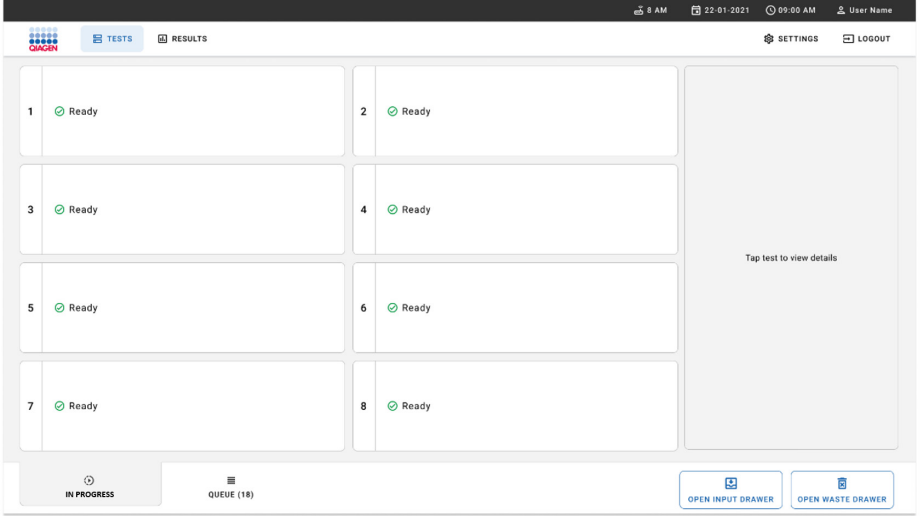 8 AM 22-01-2021 09:00 AM User Name
QIAGEN TESTS RESULTS SETTINGS LOGOUT
1 Ready 2 Ready
3 Ready 4 Ready
Tap test to view details
5 Ready 6 Ready
7 Ready 8 Ready
IN PROGRESS QUEUE (18) OPEN INPUT DRAWER OPEN WASTE DRAWER